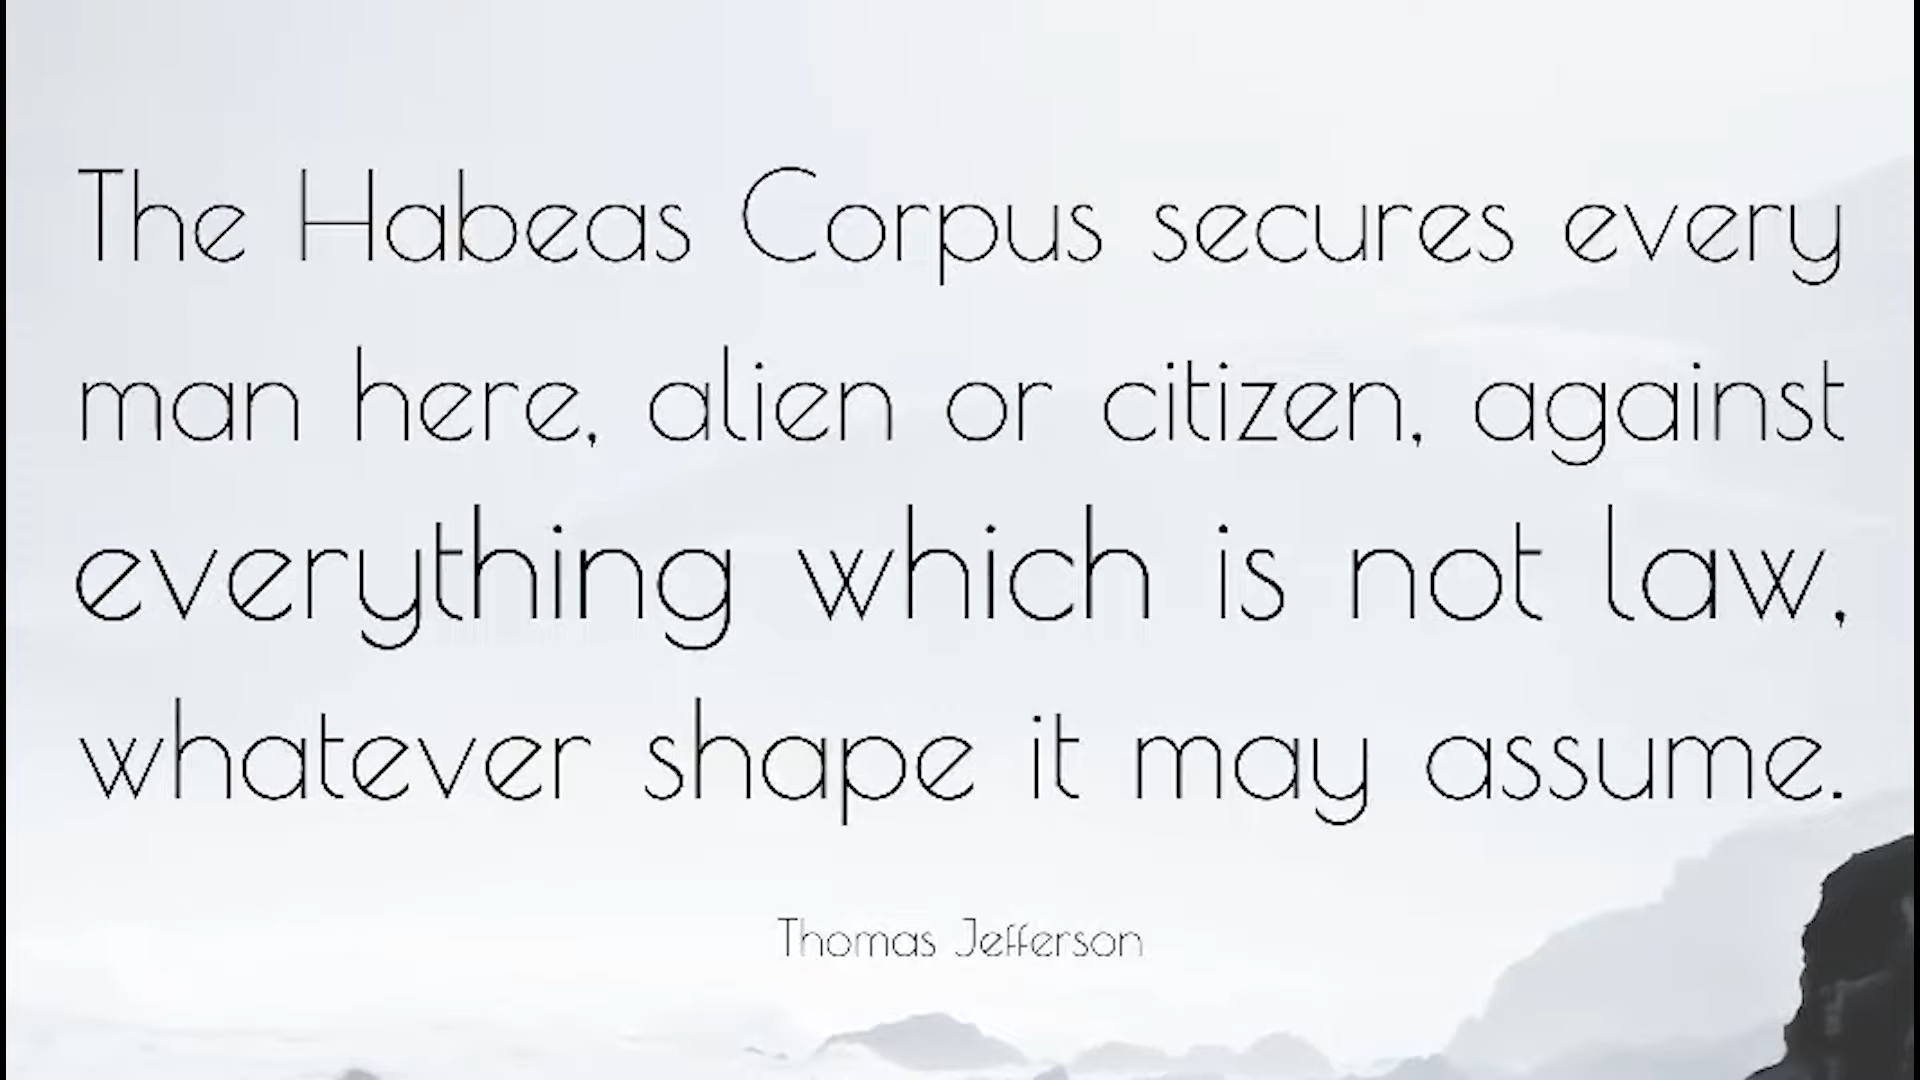 The Habeas Corpus secures every
man here, alien or citizen, against
everything which is not law,
whatever shape it may assume.
Thomas Jefferson